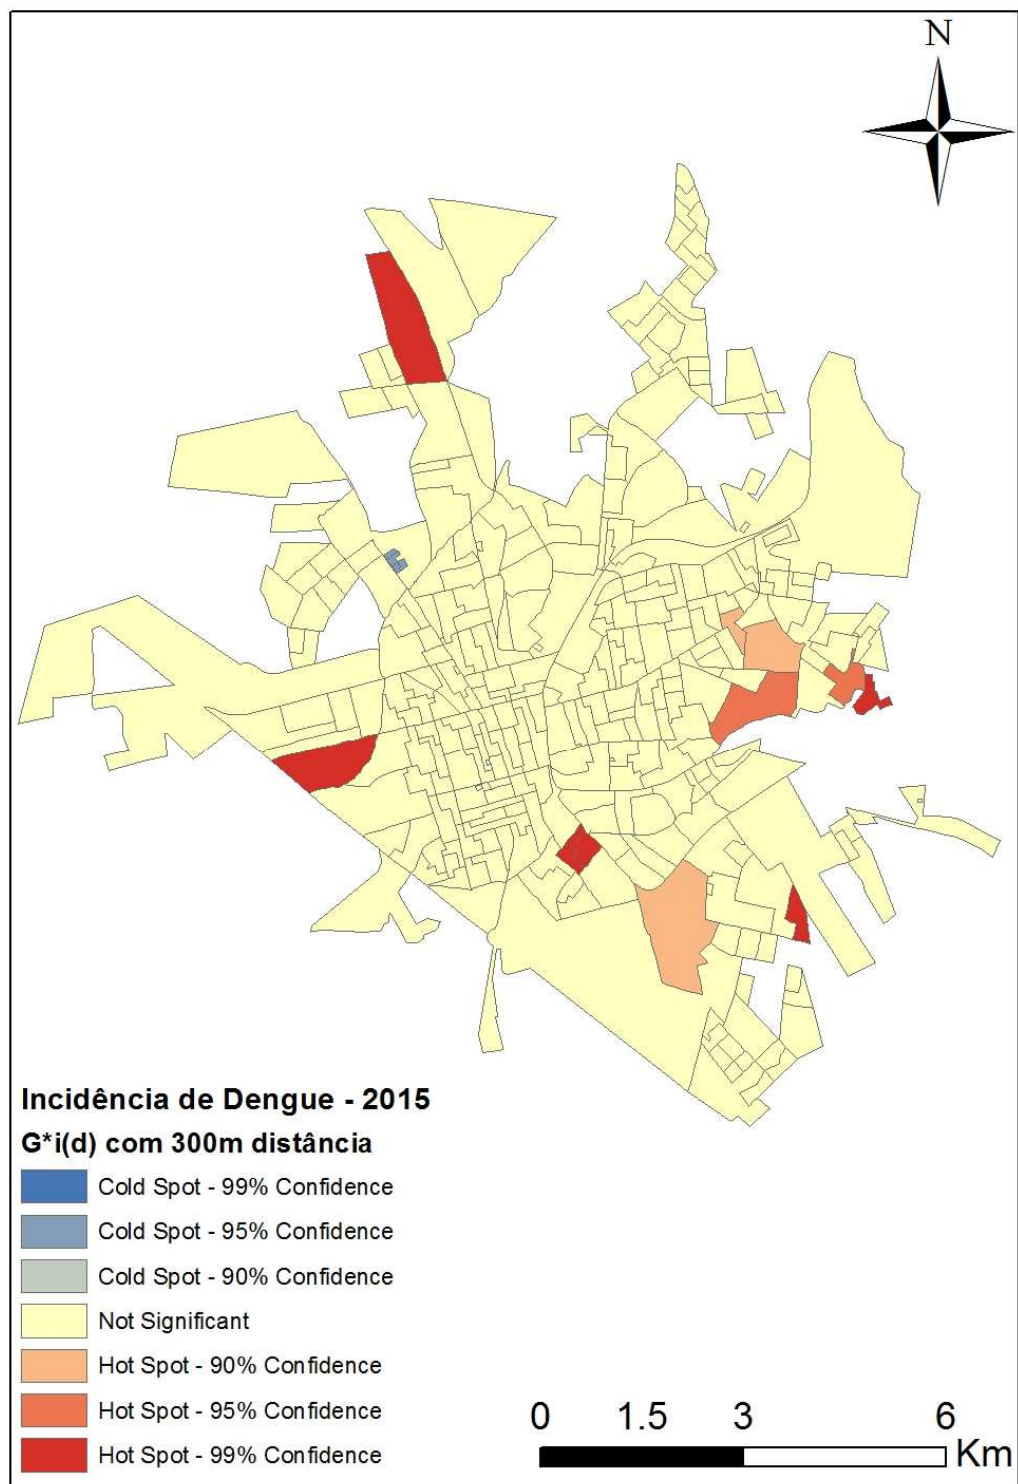 N
Incidência de Dengue - 2015
G*i(d) com 300m distância
Cold Spot - 99% Confidence
Cold Spot - 95% Confidence
Cold Spot - 90% Confidence
Not Significant
Hot Spot - 90% Confidence
Hot Spot - 95% Confidence
Hot Spot - 99% Confidence
0 1.5 3 6
Km